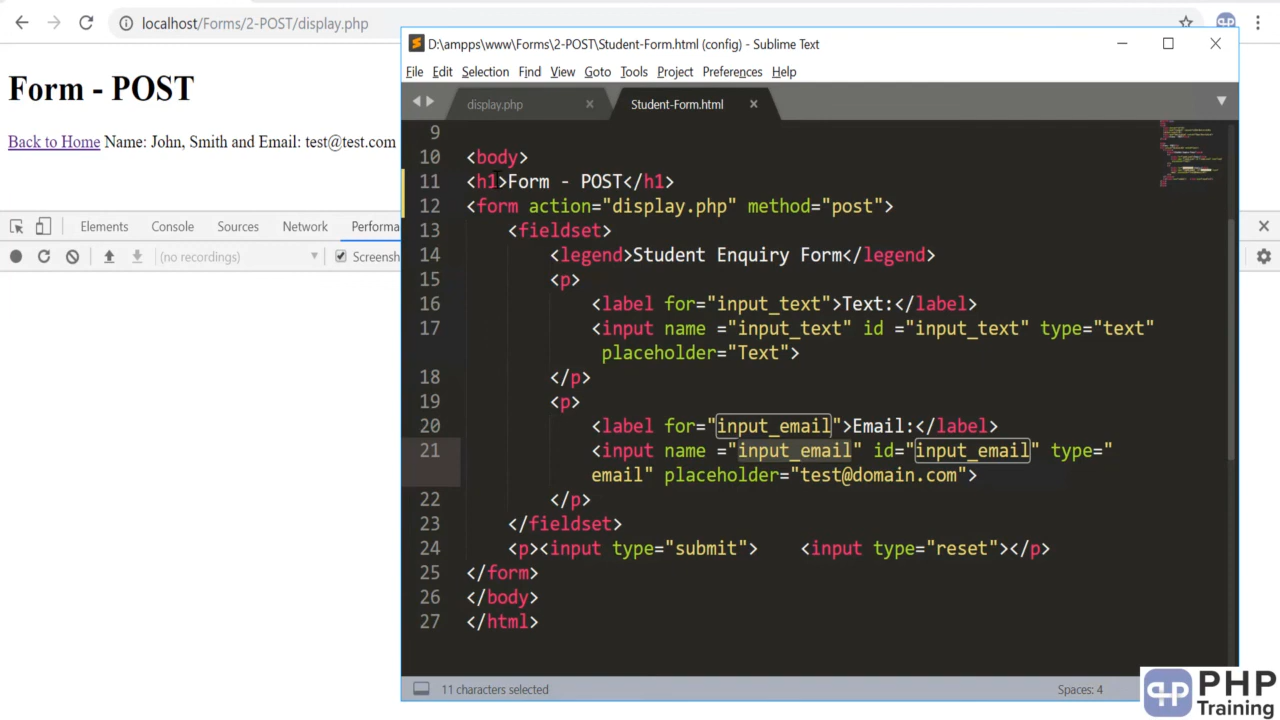 localhost/Forms/2-POST/display.php
Form - POST
Back to Home Name: John, Smith and Email: test@test.com
Elements Console Sources Network Performa
(no recordings) Screensh
D:\ampps\www\Forms\2-POST\Student-Form.html (config) - Sublime Text
File Edit Selection Find View Goto Tools Project Preferences Help
display.php Student-Form.html
9
10 <body>
11 <h1>Form - POST</h1>
12 <form action="display.php" method="post">
13 <fieldset>
14 <legend>Student Enquiry Form</legend>
15 <p>
16 <label for="input_text">Text:</label>
17 <input name ="input_text" id ="input_text" type="text"
placeholder="Text">
18 </p>
19 <p>
20 <label for="input_email">Email:</label>
21 <input name ="input_email" id="input_email" type="
email" placeholder="test@domain.com">
22 </p>
23 </fieldset>
24 <p><input type="submit"> <input type="reset"></p>
25 </form>
26 </body>
27 </html>
11 characters selected Spaces: 4
PHP
Training